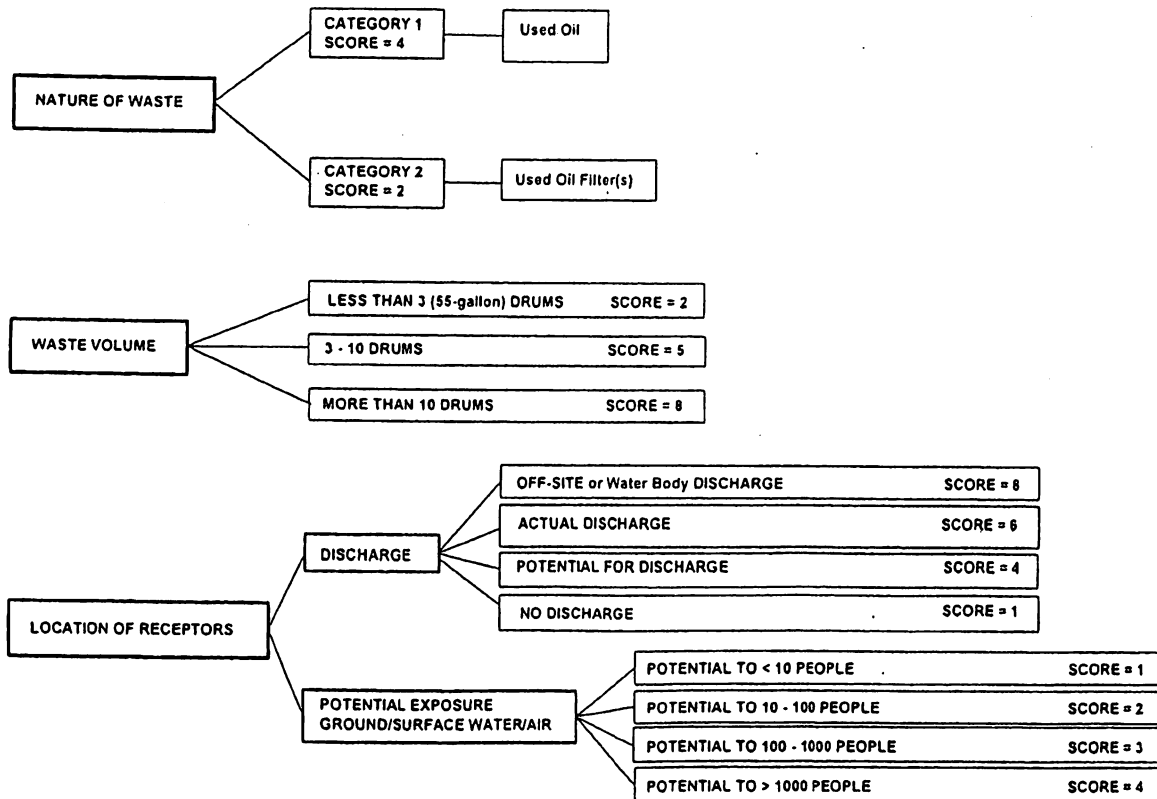 CATEGORY 1
SCORE = 4
Used Oil
NATURE OF WASTE
CATEGORY 2
SCORE = 2
Used Oil Filter(s)
LESS THAN 3 (55-gallon) DRUMS SCORE = 2
WASTE VOLUME
3 - 10 DRUMS SCORE = 5
MORE THAN 10 DRUMS SCORE = 8
OFF-SITE or Water Body DISCHARGE SCORE = 8
ACTUAL DISCHARGE SCORE = 6
DISCHARGE
POTENTIAL FOR DISCHARGE SCORE = 4
NO DISCHARGE SCORE = 1
LOCATION OF RECEPTORS
POTENTIAL TO < 10 PEOPLE SCORE = 1
POTENTIAL EXPOSURE
GROUND/SURFACE WATER/AIR
POTENTIAL TO 10 - 100 PEOPLE SCORE = 2
POTENTIAL TO 100 - 1000 PEOPLE SCORE = 3
POTENTIAL TO > 1000 PEOPLE SCORE = 4